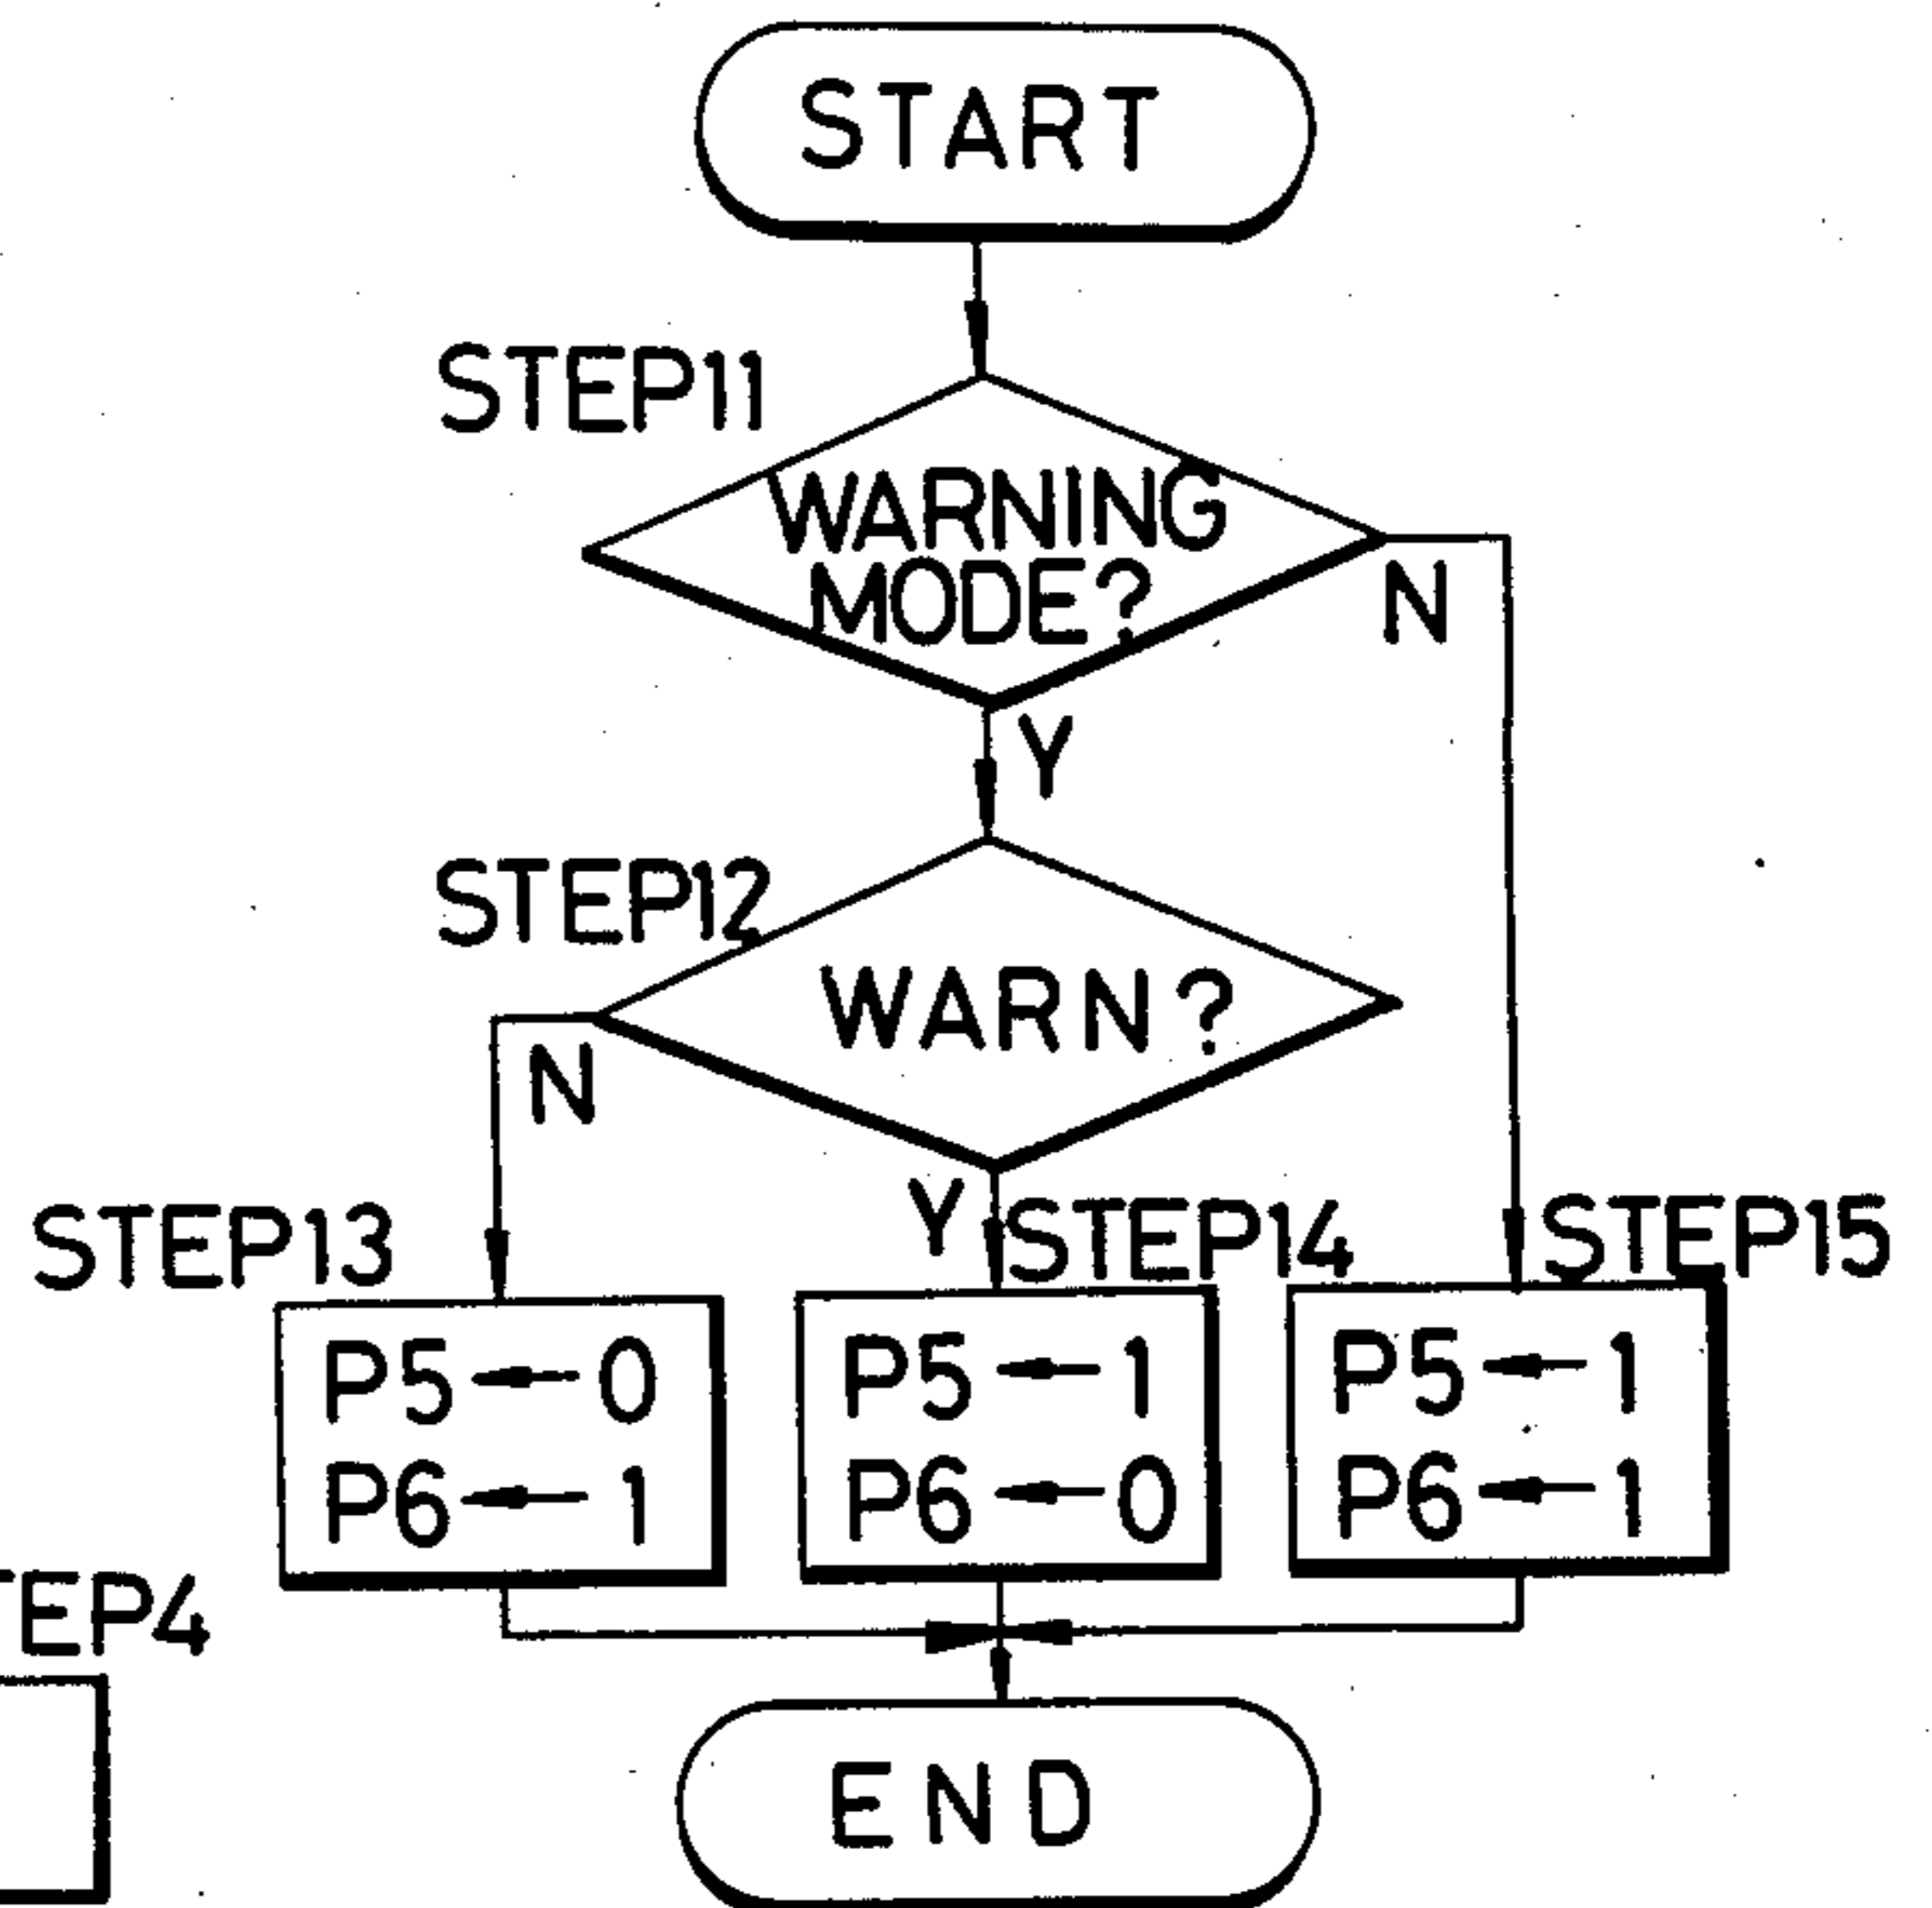 START
STEP11
WARNING
MODE?
N
Y
STEP12
WARN?
N
Y
STEP13
STEP14
STEP15
P5←0
P6←1
P5←1
P6←0
P5←1
P6←1
EP4
END